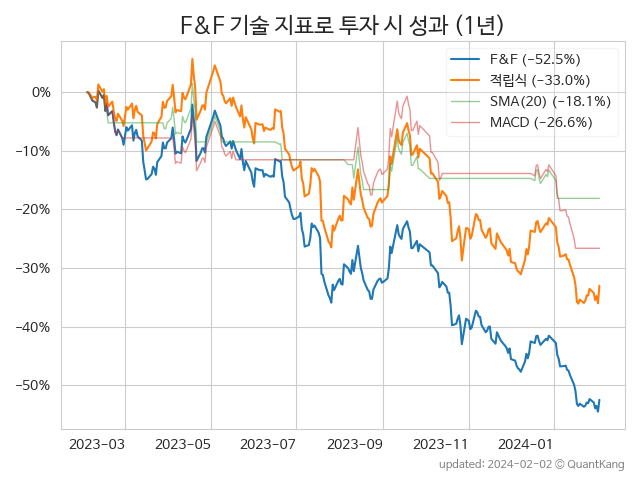 F&F 기술 지표로 투자 시 성과 (1년)
F&F (−52.5%)
적립식 (−33.0%)
SMA(20) (−18.1%)
MACD (−26.6%)
0%
−10%
−20%
−30%
−40%
−50%
2023−03 2023−05 2023−07 2023−09 2023−11 2024−01
updated: 2024-02-02 © QuantKang